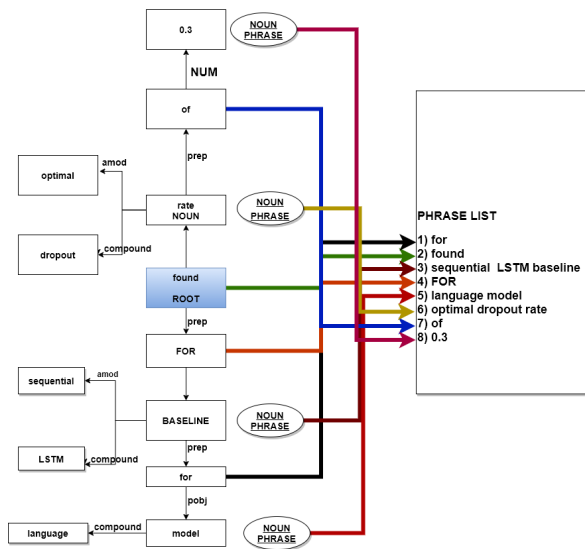 0.3
NOUN
PHRASE
NUM
of
prep
amod
optimal
rate
NOUN
NOUN
PHRASE
dropout
compound
found
ROOT
prep
FOR
sequential
amod
BASELINE
NOUN
PHRASE
LSTM
compound
prep
for
pobj
language
compound
model
NOUN
PHRASE
PHRASE LIST
1) for
2) found
3) sequential LSTM baseline
4) FOR
5) language model
6) optimal dropout rate
7) of
8) 0.3